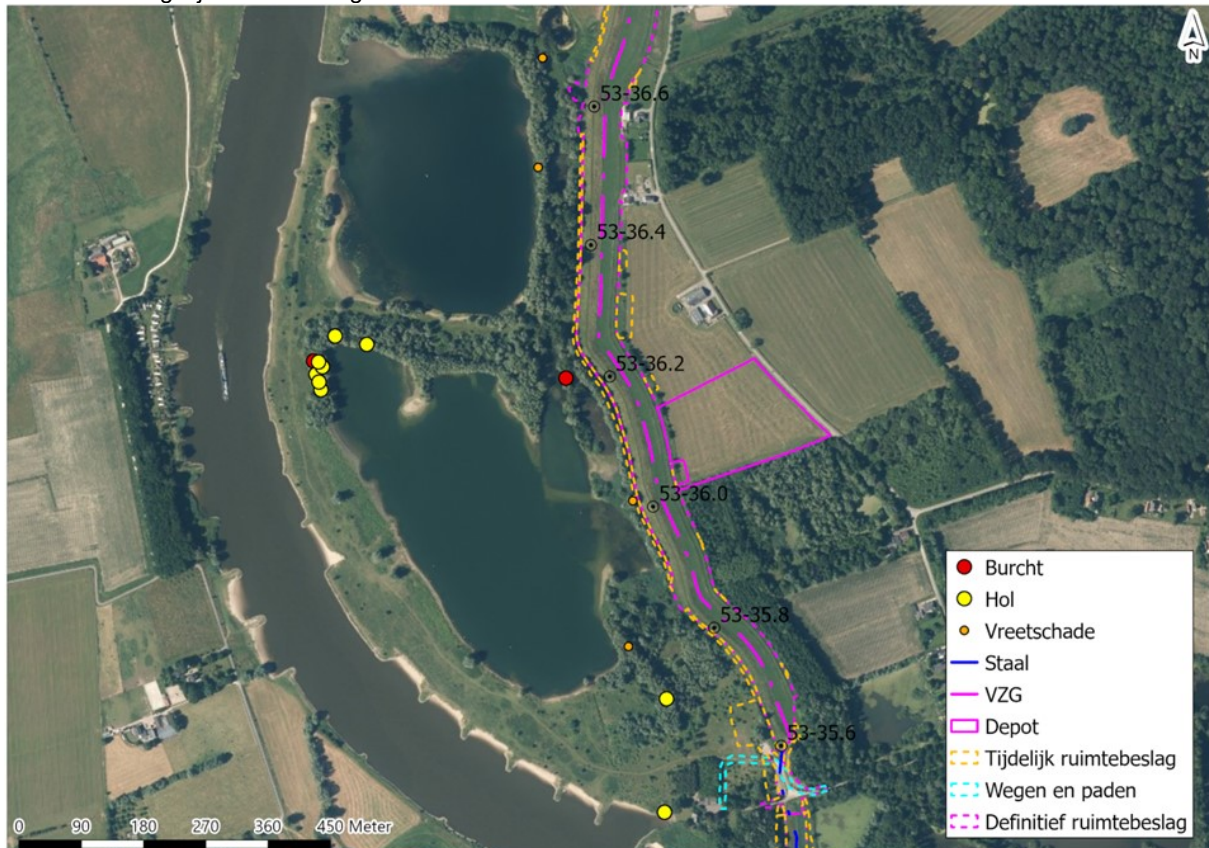 N
53-36.6
53-36.4
53-36.2
53-36.0
53-35.8
53-35.6
Burcht
Hol
Vreetschade
Staal
VZG
Depot
Tijdelijk ruimtebeslag
Wegen en paden
Definitief ruimtebeslag
0 90 180 270 360 450 Meter